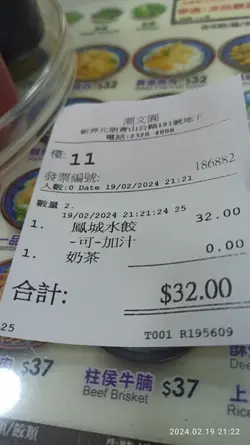 $32
潮文園
新界元朗青山公路181號地下
電話:2320 4086
檯: 11
發票編號: 186882
人數:0 Date 19/02/2024 21:21
數量 2.
19/02/2024 21:21:24 25
1. 鳳城水餃 32.00
-可-加汁
1. 奶茶 0.00
合計: $32.00
25 T001 R195609
$37
柱侯牛腩 $37
Beef Brisket
2024.02.19 21:22